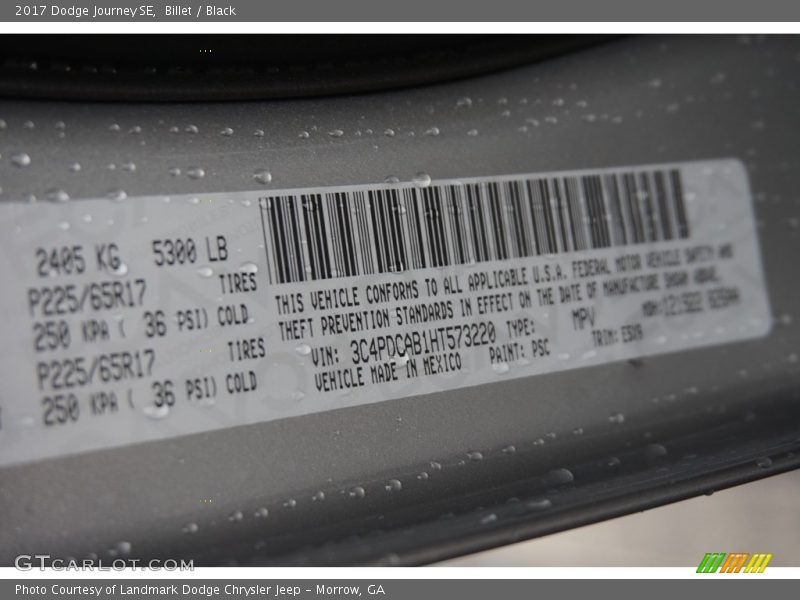 2017 Dodge Journey SE, Billet / Black
2405 KG 5300 LB
P225/65R17 TIRES
250 KPA ( 36 PSI) COLD
P225/65R17 TIRES
250 KPA ( 36 PSI) COLD
THIS VEHICLE CONFORMS TO ALL APPLICABLE U.S.A. FEDERAL MOTOR VEHICLE SAFETY AND
THEFT PREVENTION STANDARDS IN EFFECT ON THE DATE OF MANUFACTURE SHOWN ABOVE.
VIN: 3C4PDCAB1HT573220 TYPE: MPV
VEHICLE MADE IN MEXICO PAINT: PSC TRIM:
GTCARLOT.COM
Photo Courtesy of Landmark Dodge Chrysler Jeep – Morrow, GA